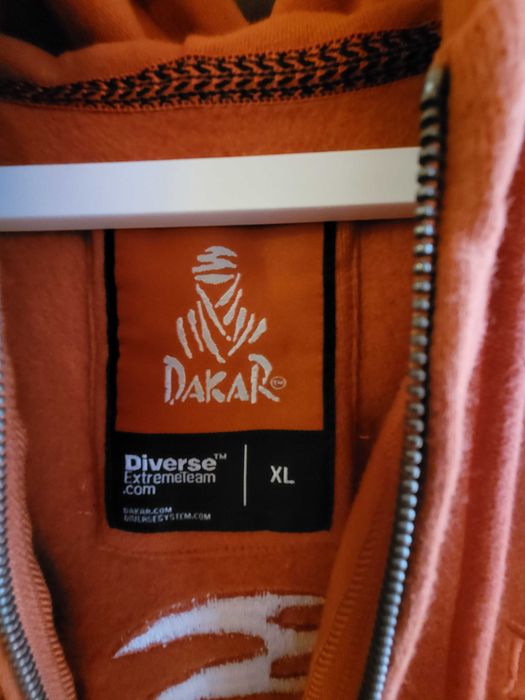 DAKAR™
Diverse™
ExtremeTeam
.com
XL
DAKAR.COM
DIVERSESYSTEM.COM